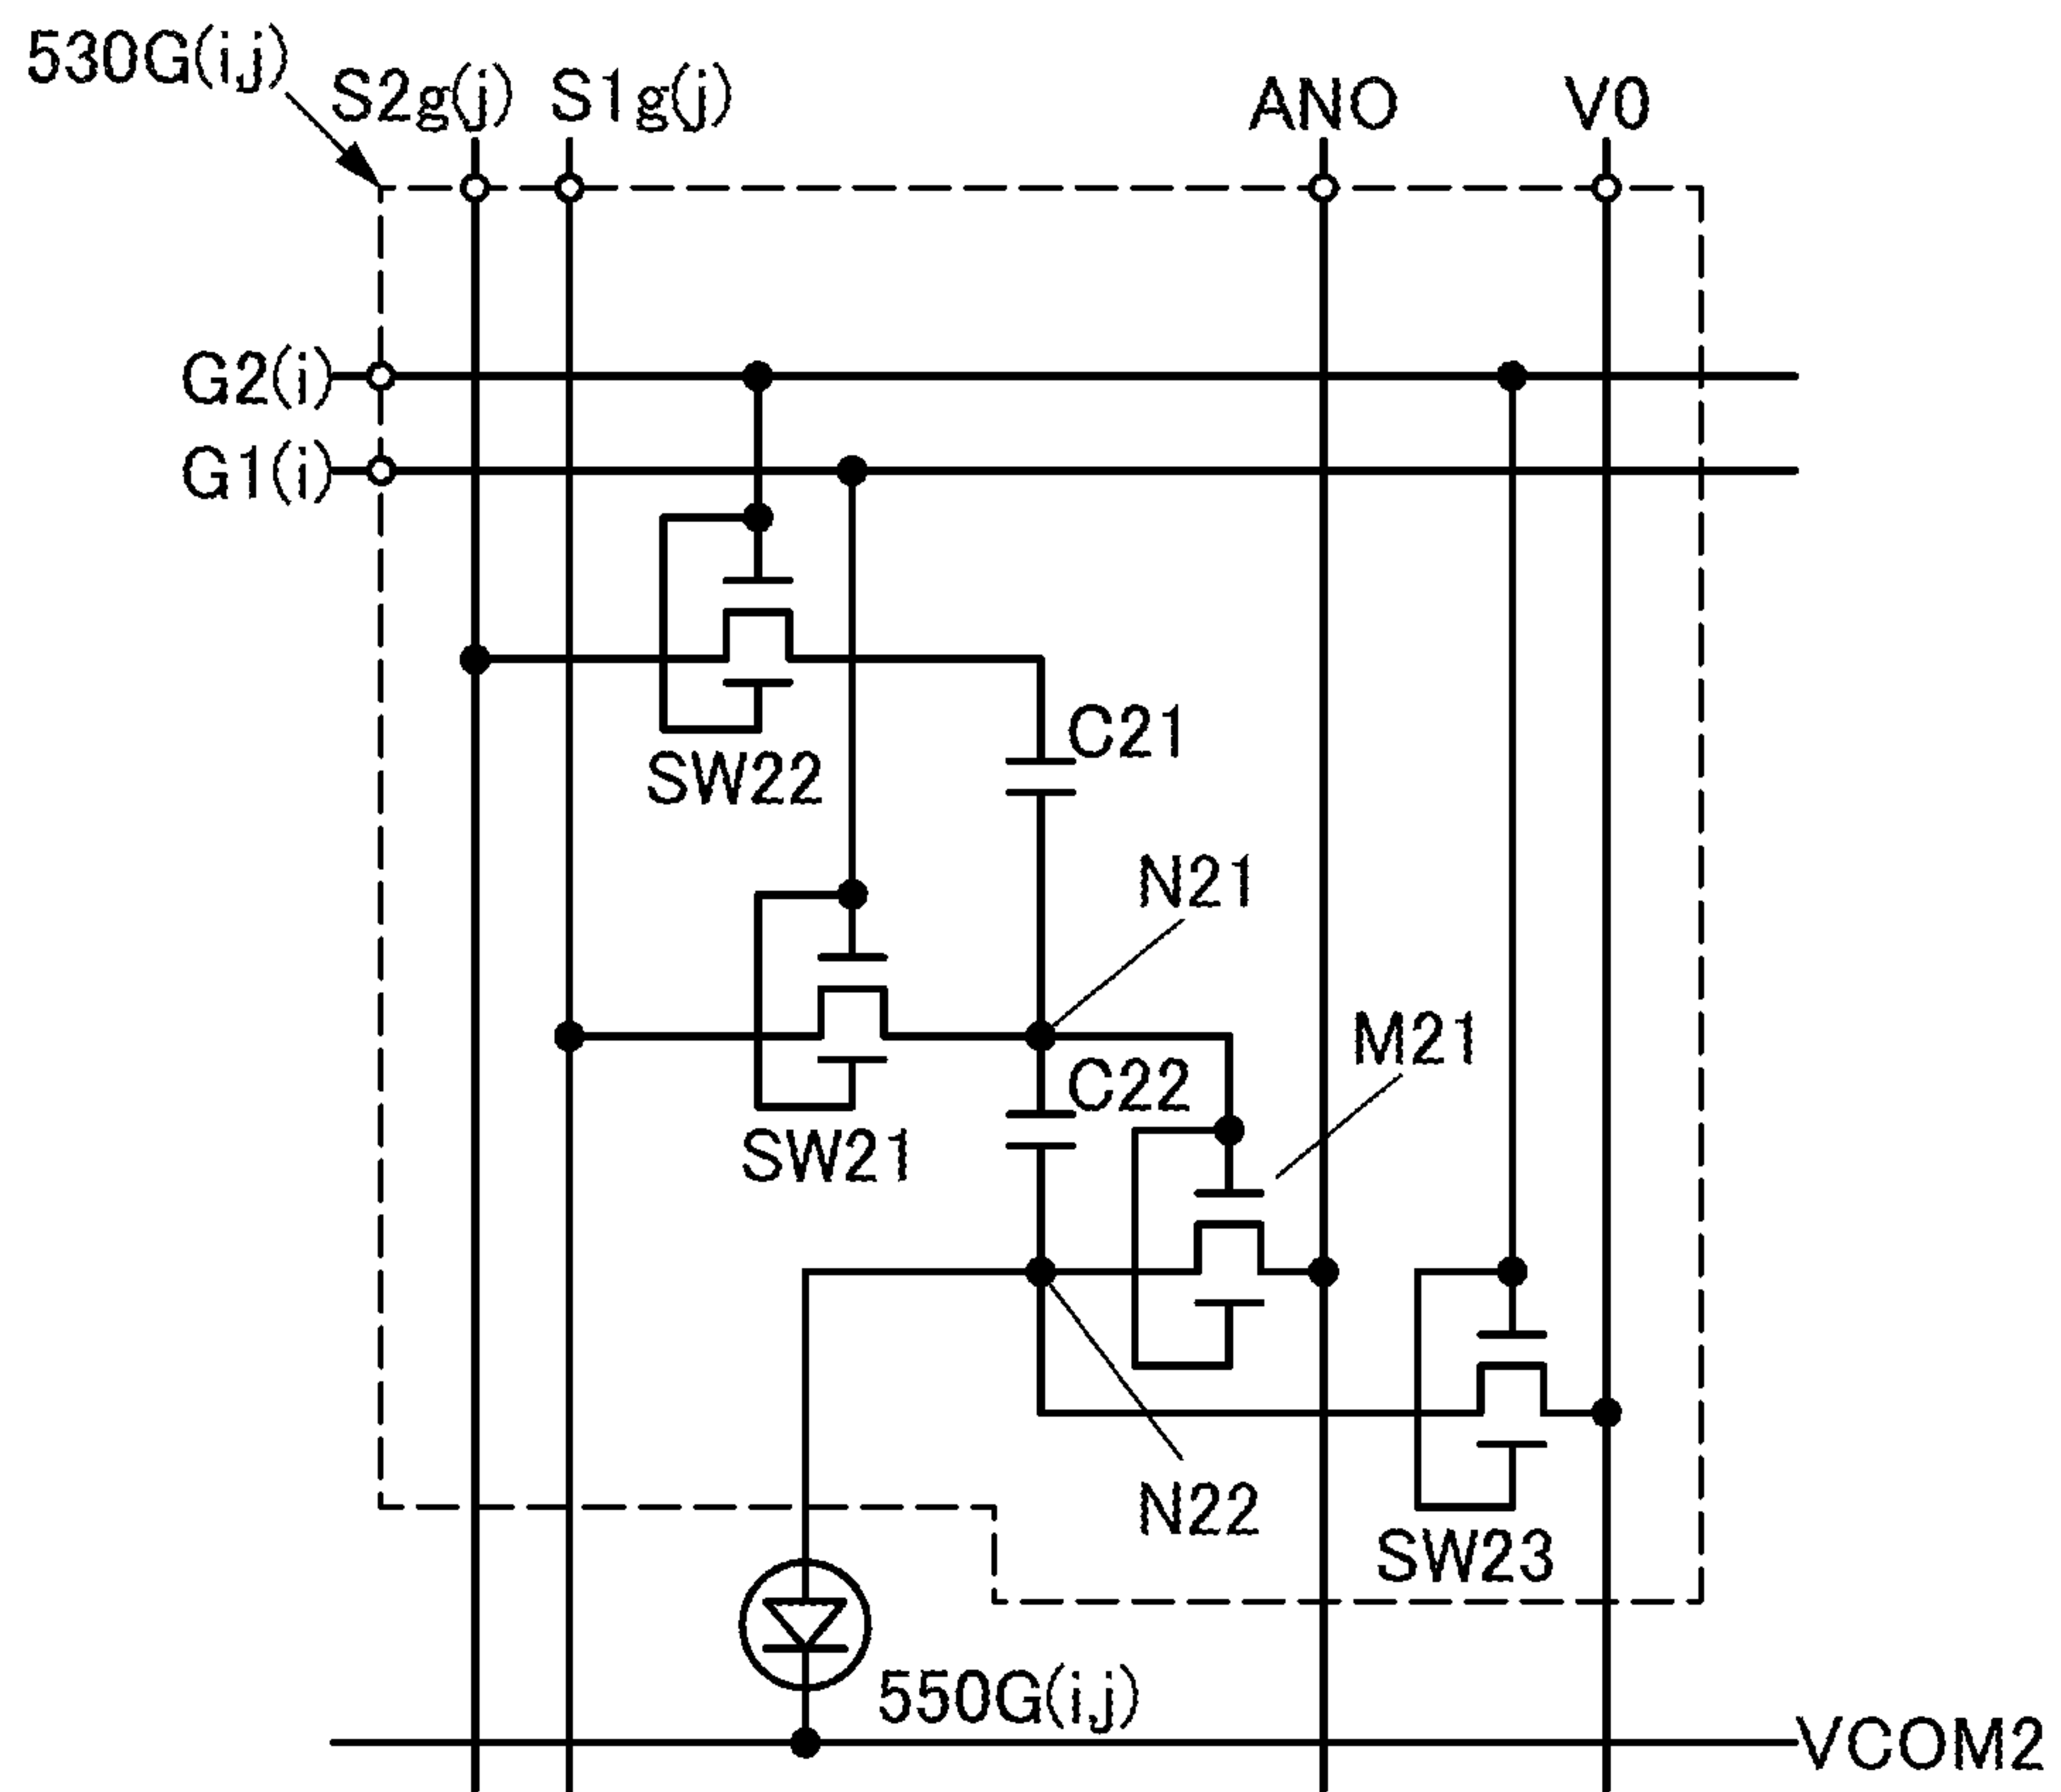 530G(i,j)
S2g(j)
S1g(j)
ANO
V0
G2(i)
G1(i)
C21
SW22
N21
M21
C22
SW21
N22
SW23
550G(i,j)
VCOM2